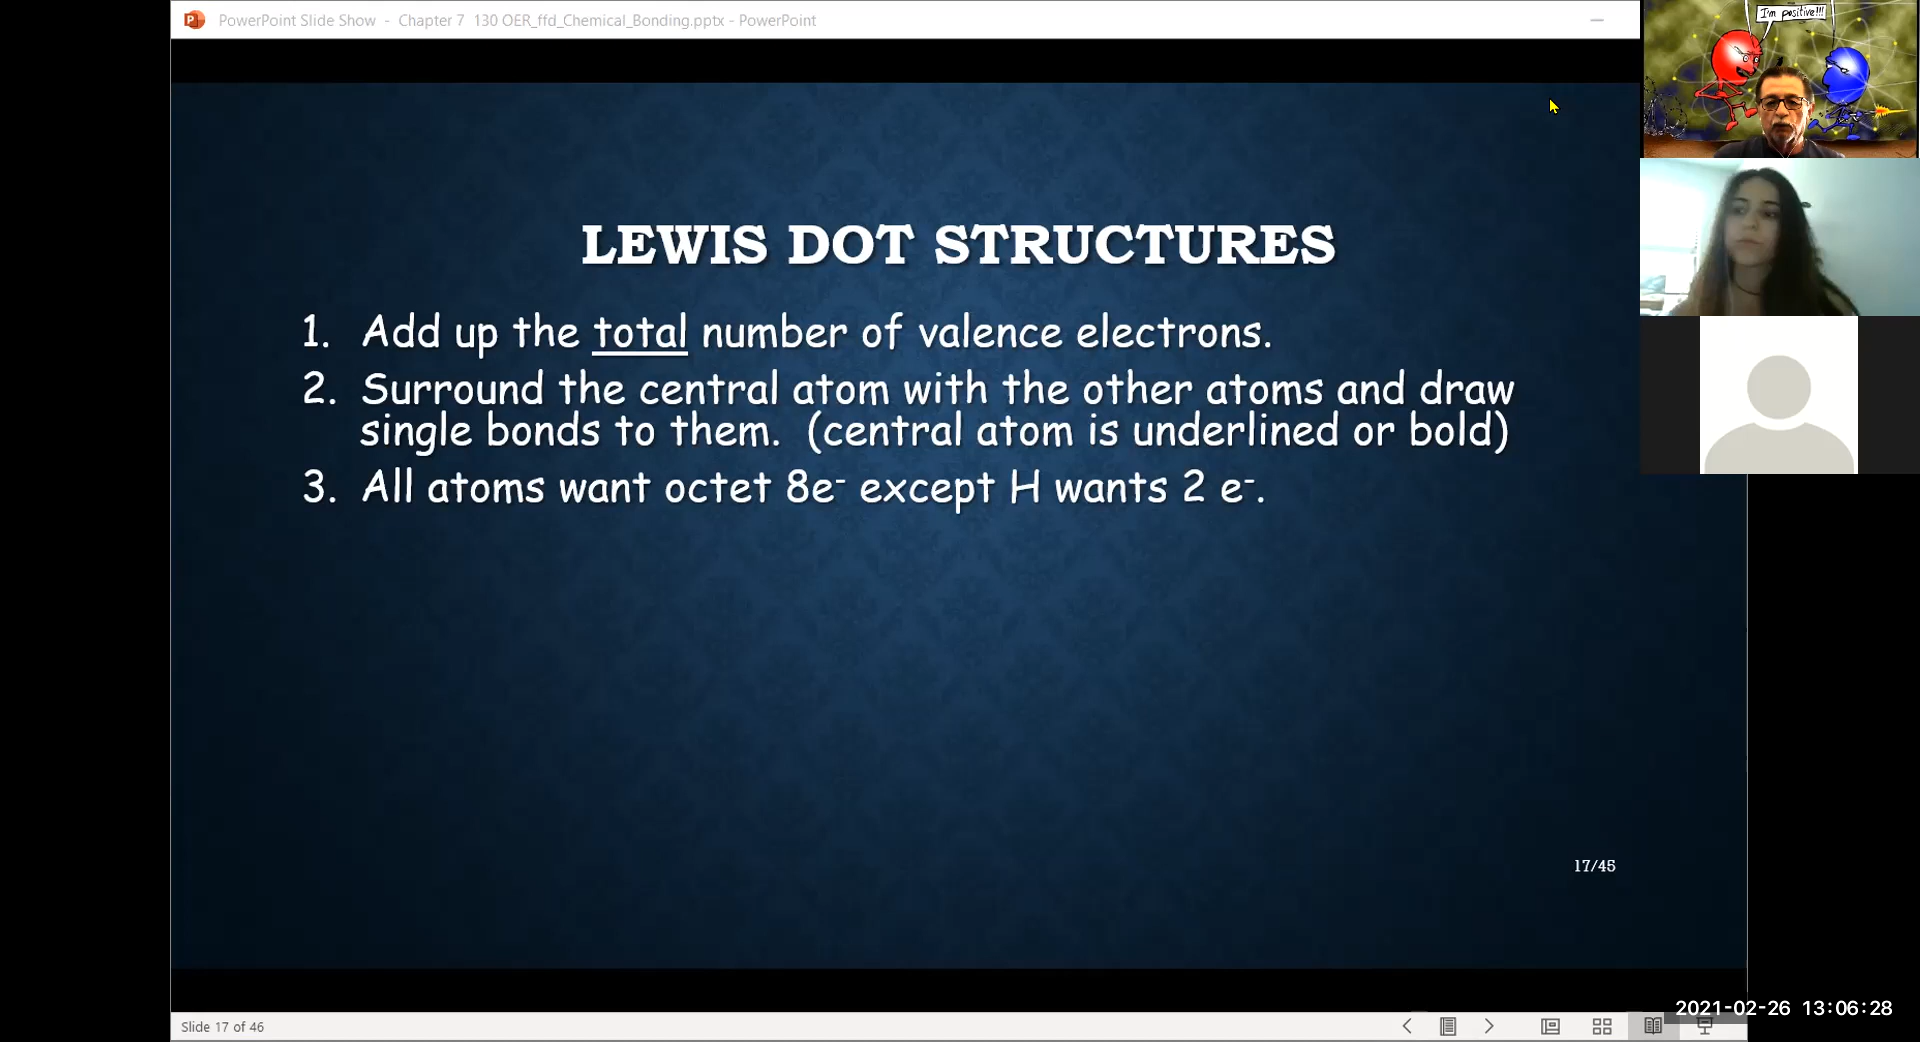 PowerPoint Slide Show - Chapter 7 130 OER_ffd_Chemical_Bonding.pptx - PowerPoint
I'm positive!!!
LEWIS DOT STRUCTURES
1. Add up the total number of valence electrons.
2. Surround the central atom with the other atoms and draw
single bonds to them. (central atom is underlined or bold)
3. All atoms want octet 8e⁻ except H wants 2 e⁻.
17/45
2021-02-26 13:06:28
Slide 17 of 46